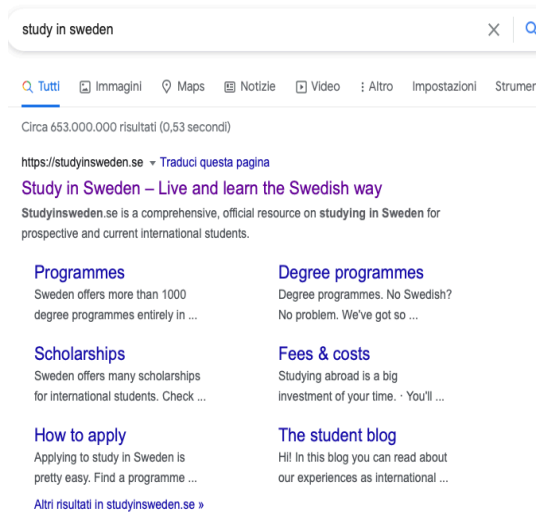 study in sweden
Tutti Immagini Maps Notizie Video Altro Impostazioni
Circa 653.000.000 risultati (0,53 secondi)
https://studyinsweden.se Traduci questa pagina
Study in Sweden – Live and learn the Swedish way
Studyinsweden.se is a comprehensive, official resource on studying in Sweden for
prospective and current international students.
Programmes
Sweden offers more than 1000
degree programmes entirely in ...
Degree programmes
Degree programmes. No Swedish?
No problem. We've got so ...
Scholarships
Sweden offers many scholarships
for international students. Check ...
Fees & costs
Studying abroad is a big
investment of your time. · You'll ...
How to apply
Applying to study in Sweden is
pretty easy. Find a programme ...
The student blog
Hi! In this blog you can read about
our experiences as international ...
Altri risultati in studyinsweden.se »